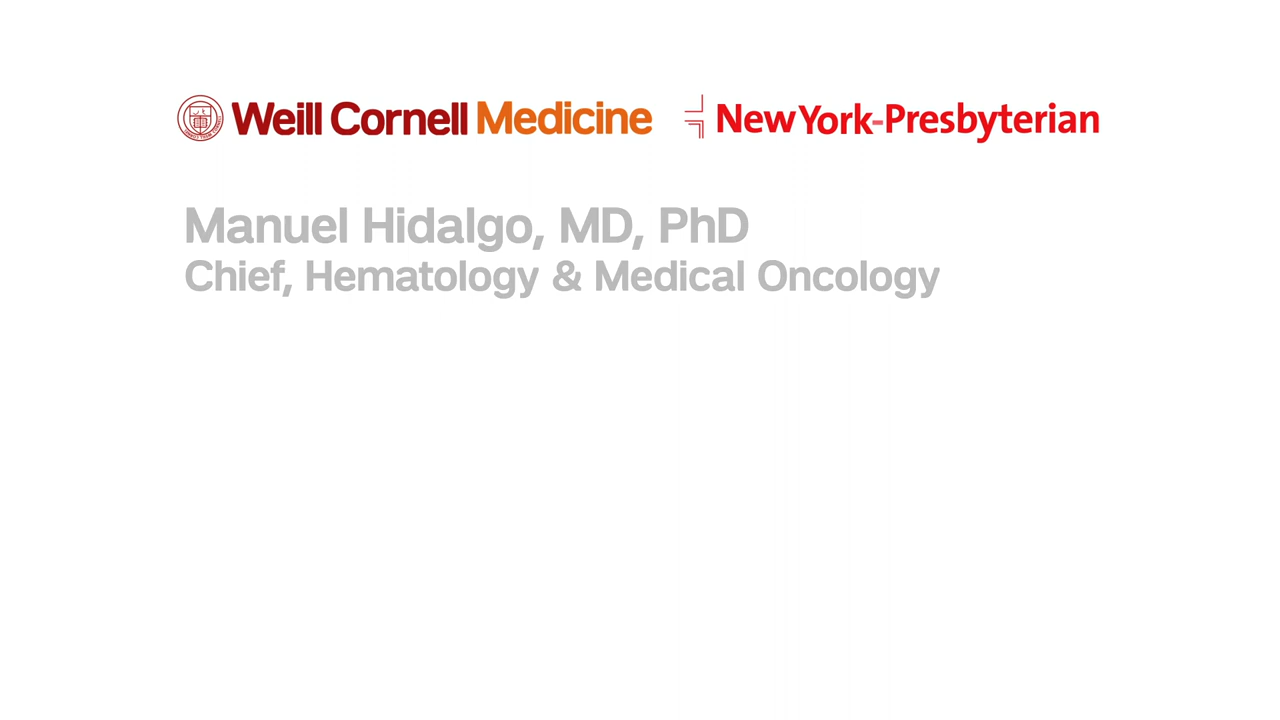 Weill Cornell Medicine NewYork-Presbyterian
Manuel Hidalgo, MD, PhD
Chief, Hematology & Medical Oncology